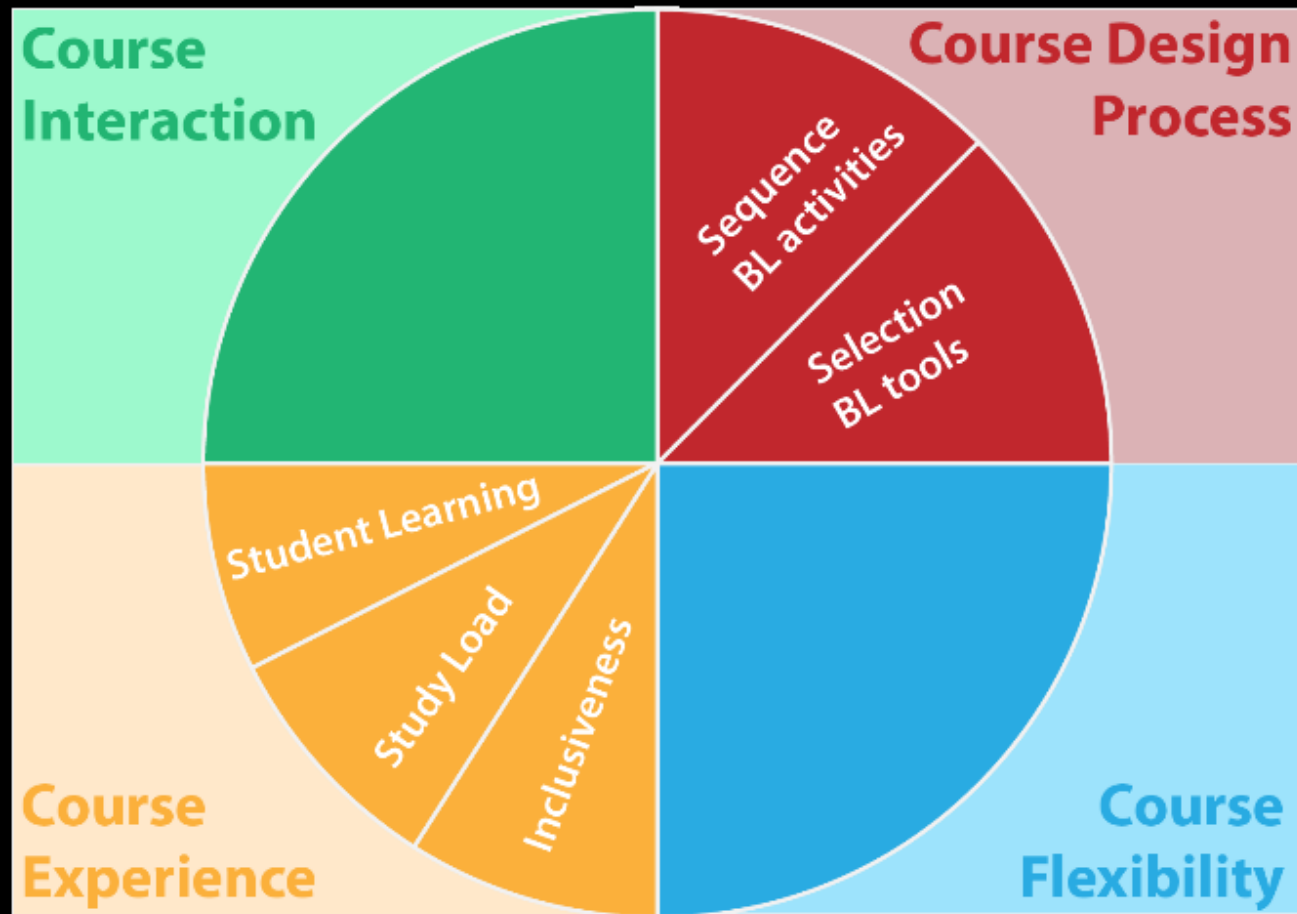 Course
Interaction
Course Design
Process
Sequence
BL activities
Selection
BL tools
Student Learning
Study Load
Inclusiveness
Course
Experience
Course
Flexibility